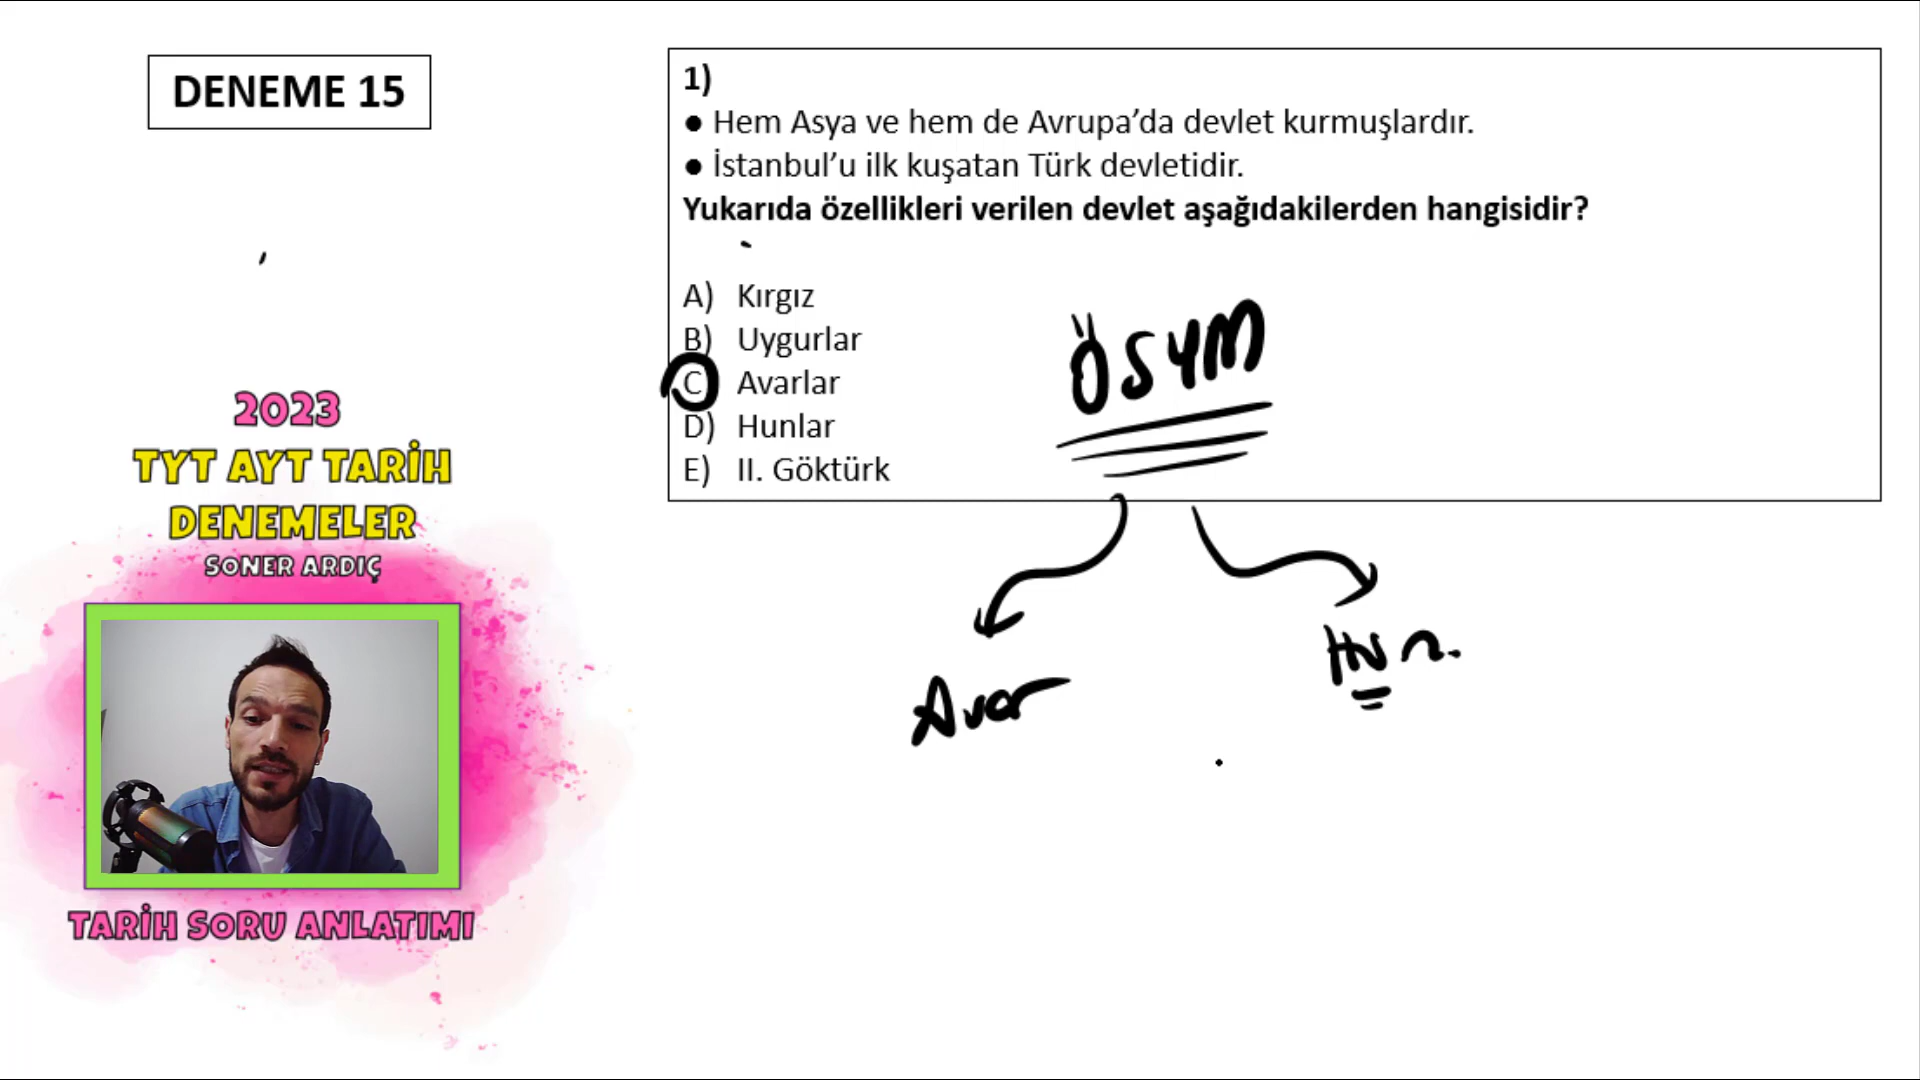 DENEME 15
1)
● Hem Asya ve hem de Avrupa’da devlet kurmuşlardır.
● İstanbul’u ilk kuşatan Türk devletidir.
Yukarıda özellikleri verilen devlet aşağıdakilerden hangisidir?
A) Kırgız
B) Uygurlar
C Avarlar
D) Hunlar
E) II. Göktürk
ÖSYM
Avar
Hun.
2023
TYT AYT TARİH
DENEMELER
SONER ARDIÇ
TARİH SORU ANLATIMI